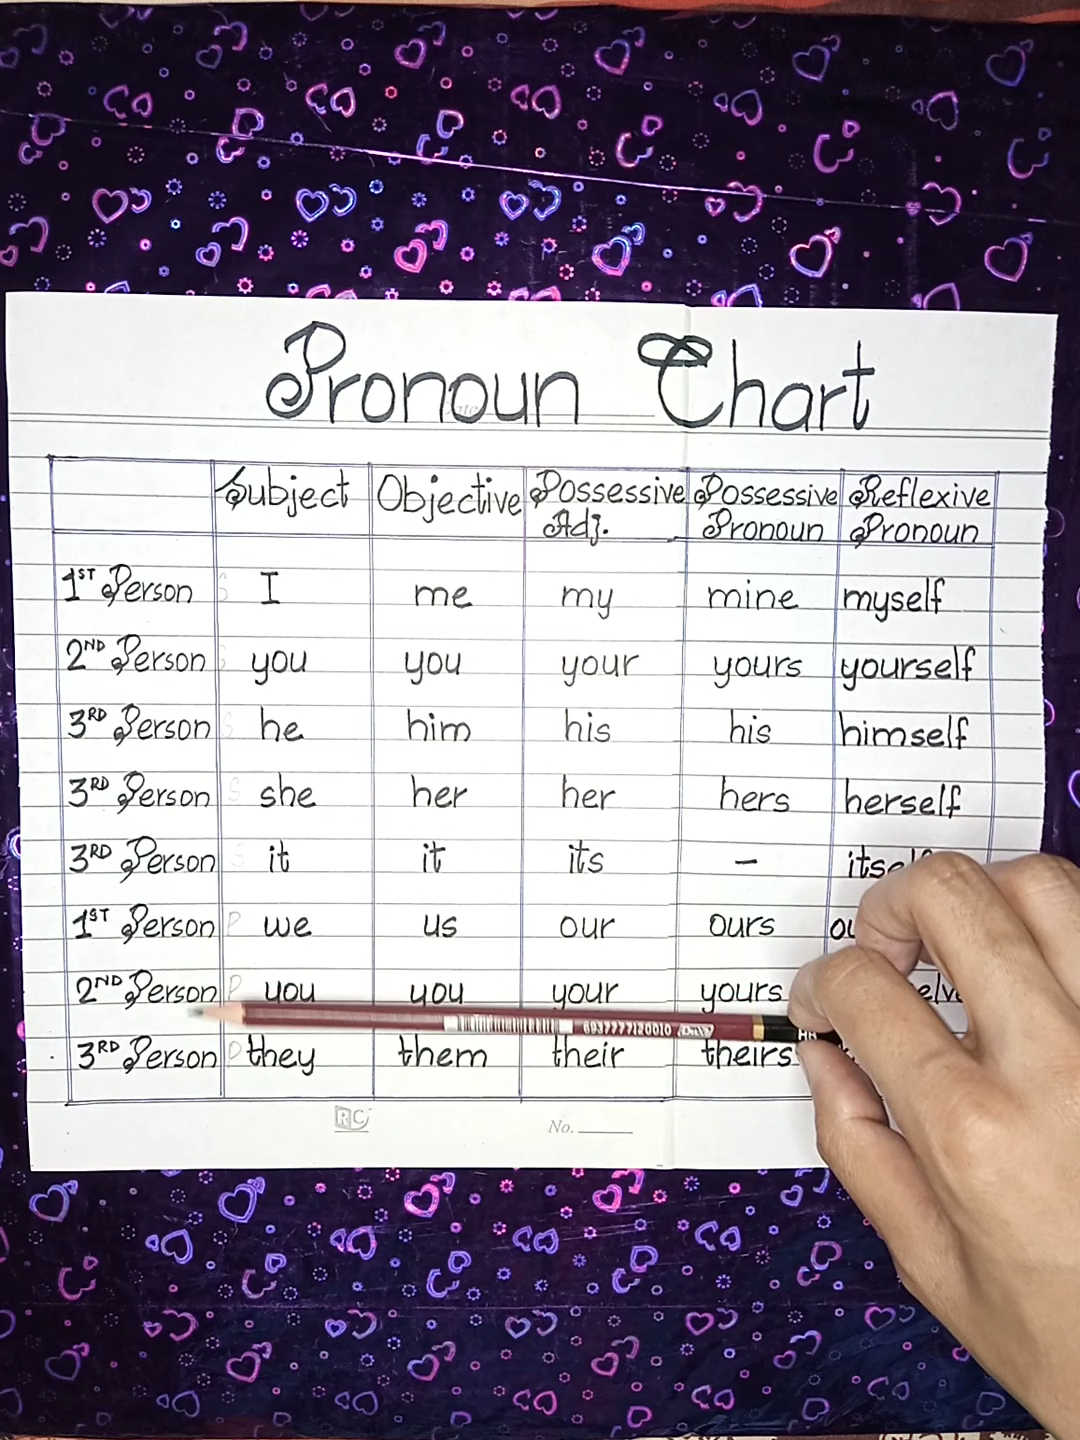 Pronoun Chart
Subject Objective Possessive Adj. Possessive Pronoun Reflexive Pronoun
1ST Person S I me my mine myself
2ND Person S you you your yours yourself
3RD Person S he him his his himself
3RD Person S she her her hers herself
3RD Person S it it its – itself
1ST Person P we us our ours
2ND Person P you you your yours
6937777120010
3RD Person P they them their theirs
RC No.